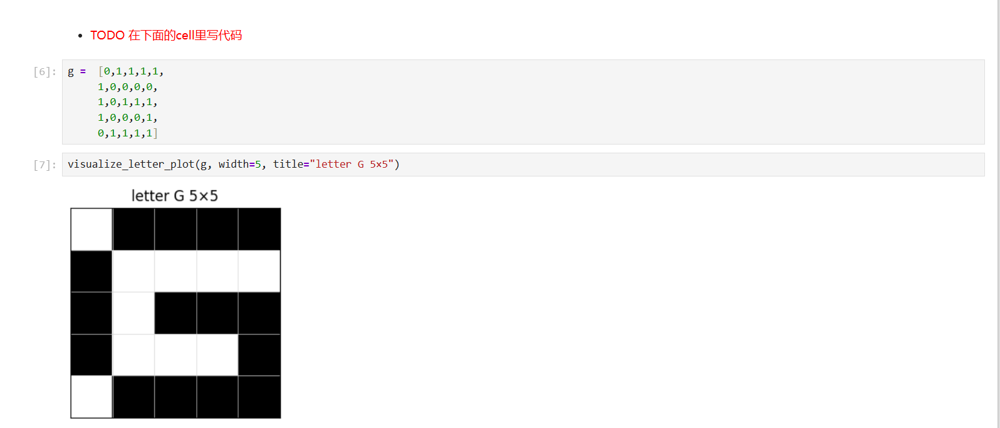 TODO 在下面的cell里写代码
[6]: g = [0,1,1,1,1,
1,0,0,0,0,
1,0,1,1,1,
1,0,0,0,1,
0,1,1,1,1]
[7]: visualize_letter_plot(g, width=5, title="letter G 5×5")
letter G 5×5